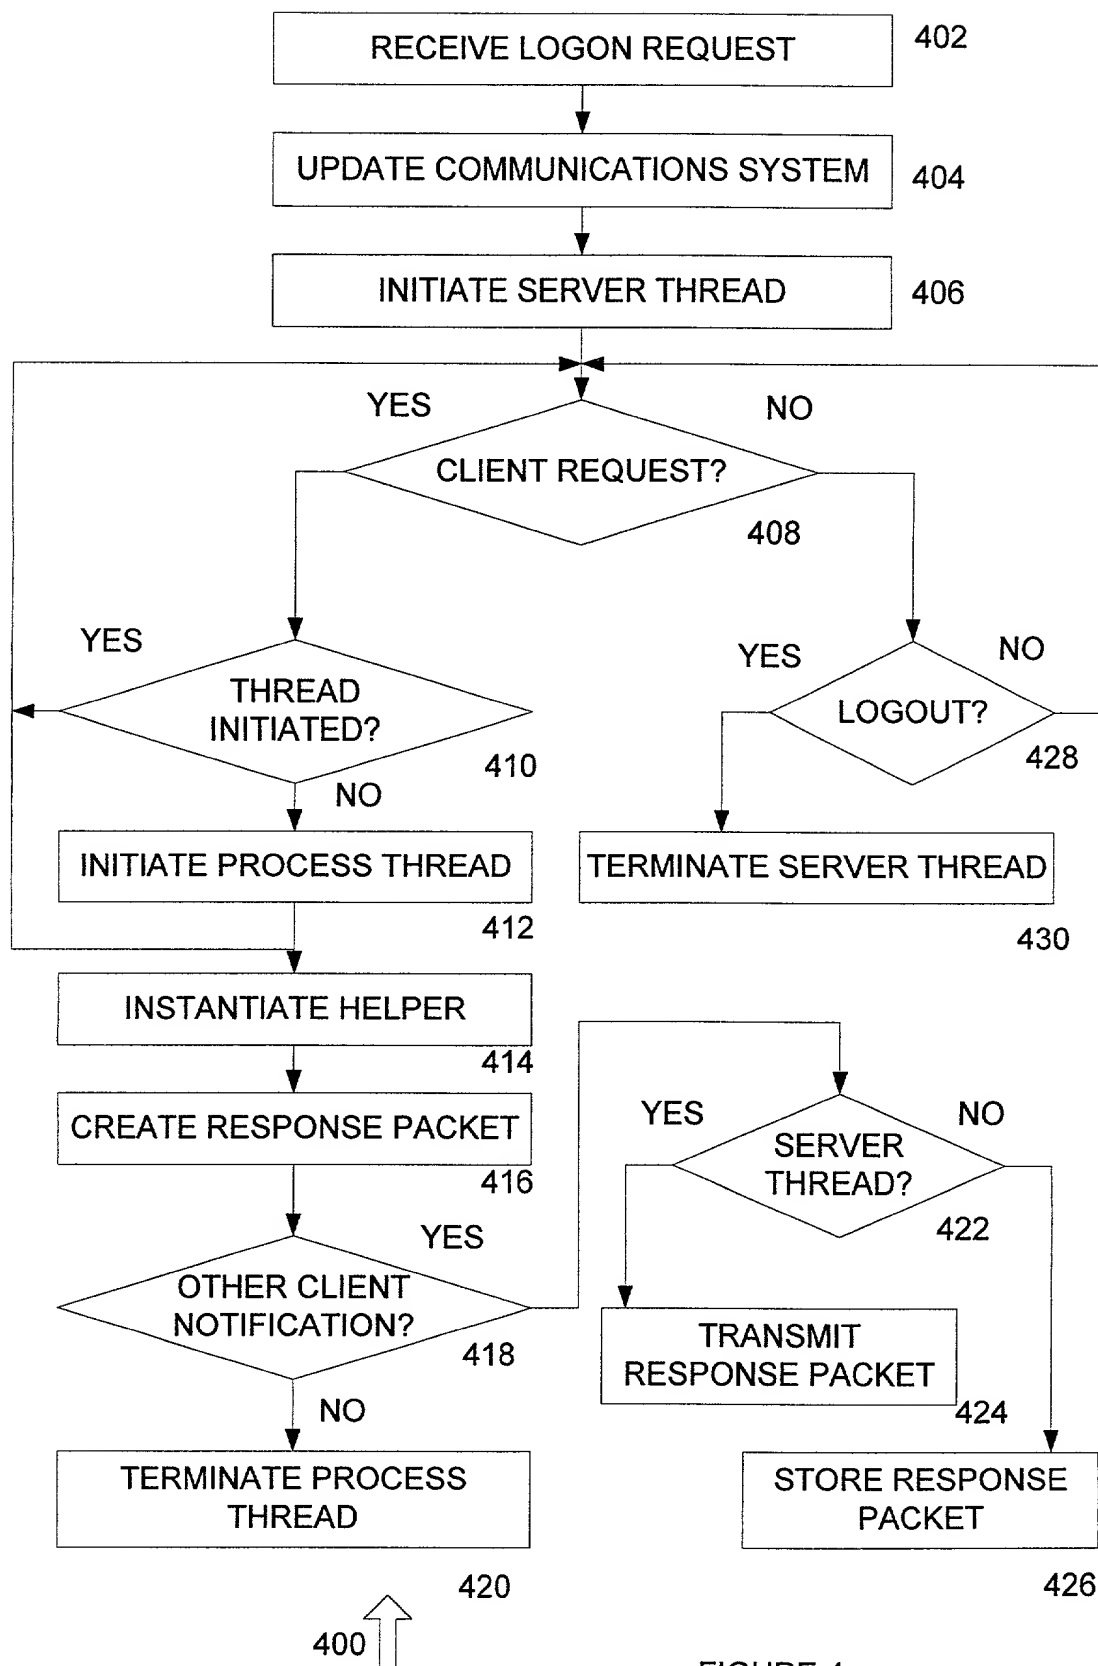 RECEIVE LOGON REQUEST
402
UPDATE COMMUNICATIONS SYSTEM
404
INITIATE SERVER THREAD
406
YES
NO
CLIENT REQUEST?
408
YES
THREAD
INITIATED?
410
NO
YES
NO
LOGOUT?
428
INITIATE PROCESS THREAD
412
TERMINATE SERVER THREAD
430
INSTANTIATE HELPER
414
CREATE RESPONSE PACKET
416
YES
OTHER CLIENT
NOTIFICATION?
418
NO
YES
NO
SERVER
THREAD?
422
TRANSMIT
RESPONSE PACKET
424
TERMINATE PROCESS
THREAD
420
STORE RESPONSE
PACKET
426
400
FIGURE 4